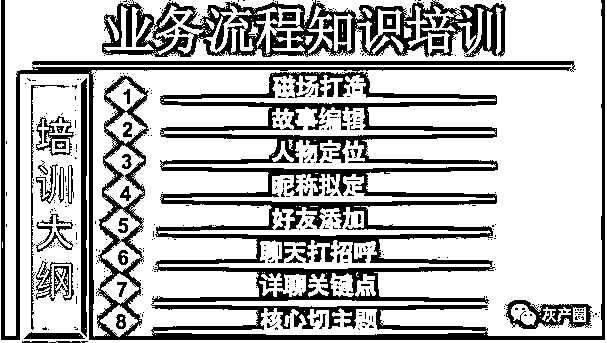 业务流程知识培训
培训大纲
1 磁场打造
2 故事编辑
3 人物定位
4 昵称拟定
5 好友添加
6 聊天打招呼
7 详聊关键点
8 核心切主题
灰产圈